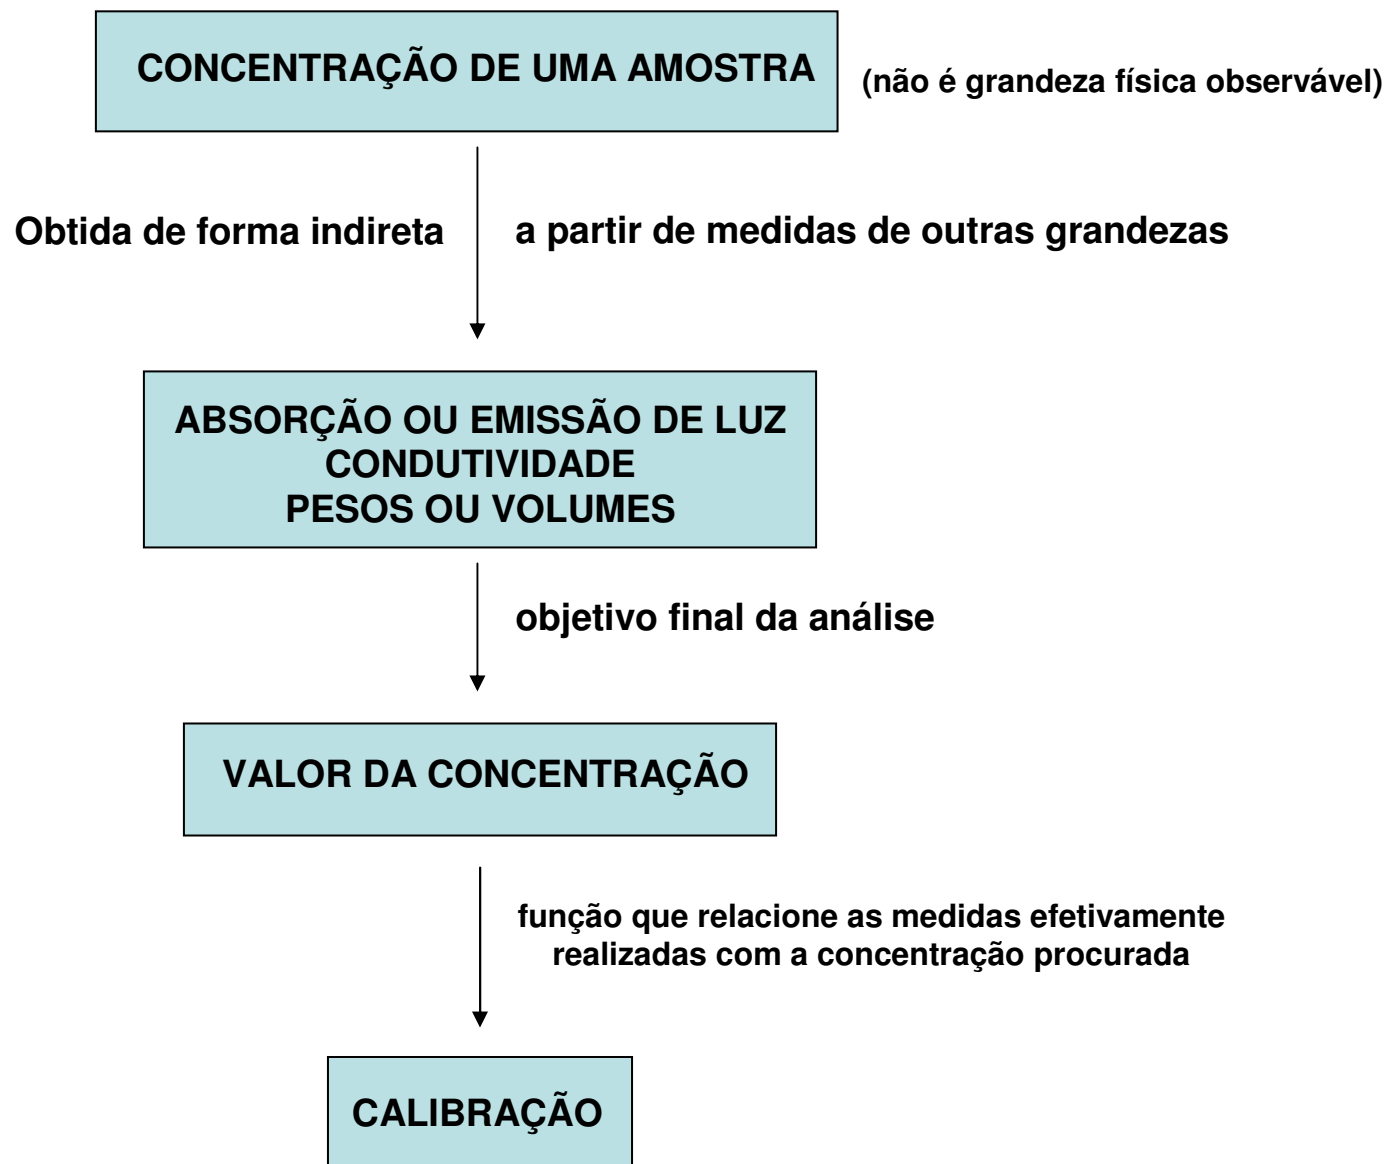 CONCENTRAÇÃO DE UMA AMOSTRA
(não é grandeza física observável)
Obtida de forma indireta
a partir de medidas de outras grandezas
ABSORÇÃO OU EMISSÃO DE LUZ
CONDUTIVIDADE
PESOS OU VOLUMES
objetivo final da análise
VALOR DA CONCENTRAÇÃO
função que relacione as medidas efetivamente
realizadas com a concentração procurada
CALIBRAÇÃO